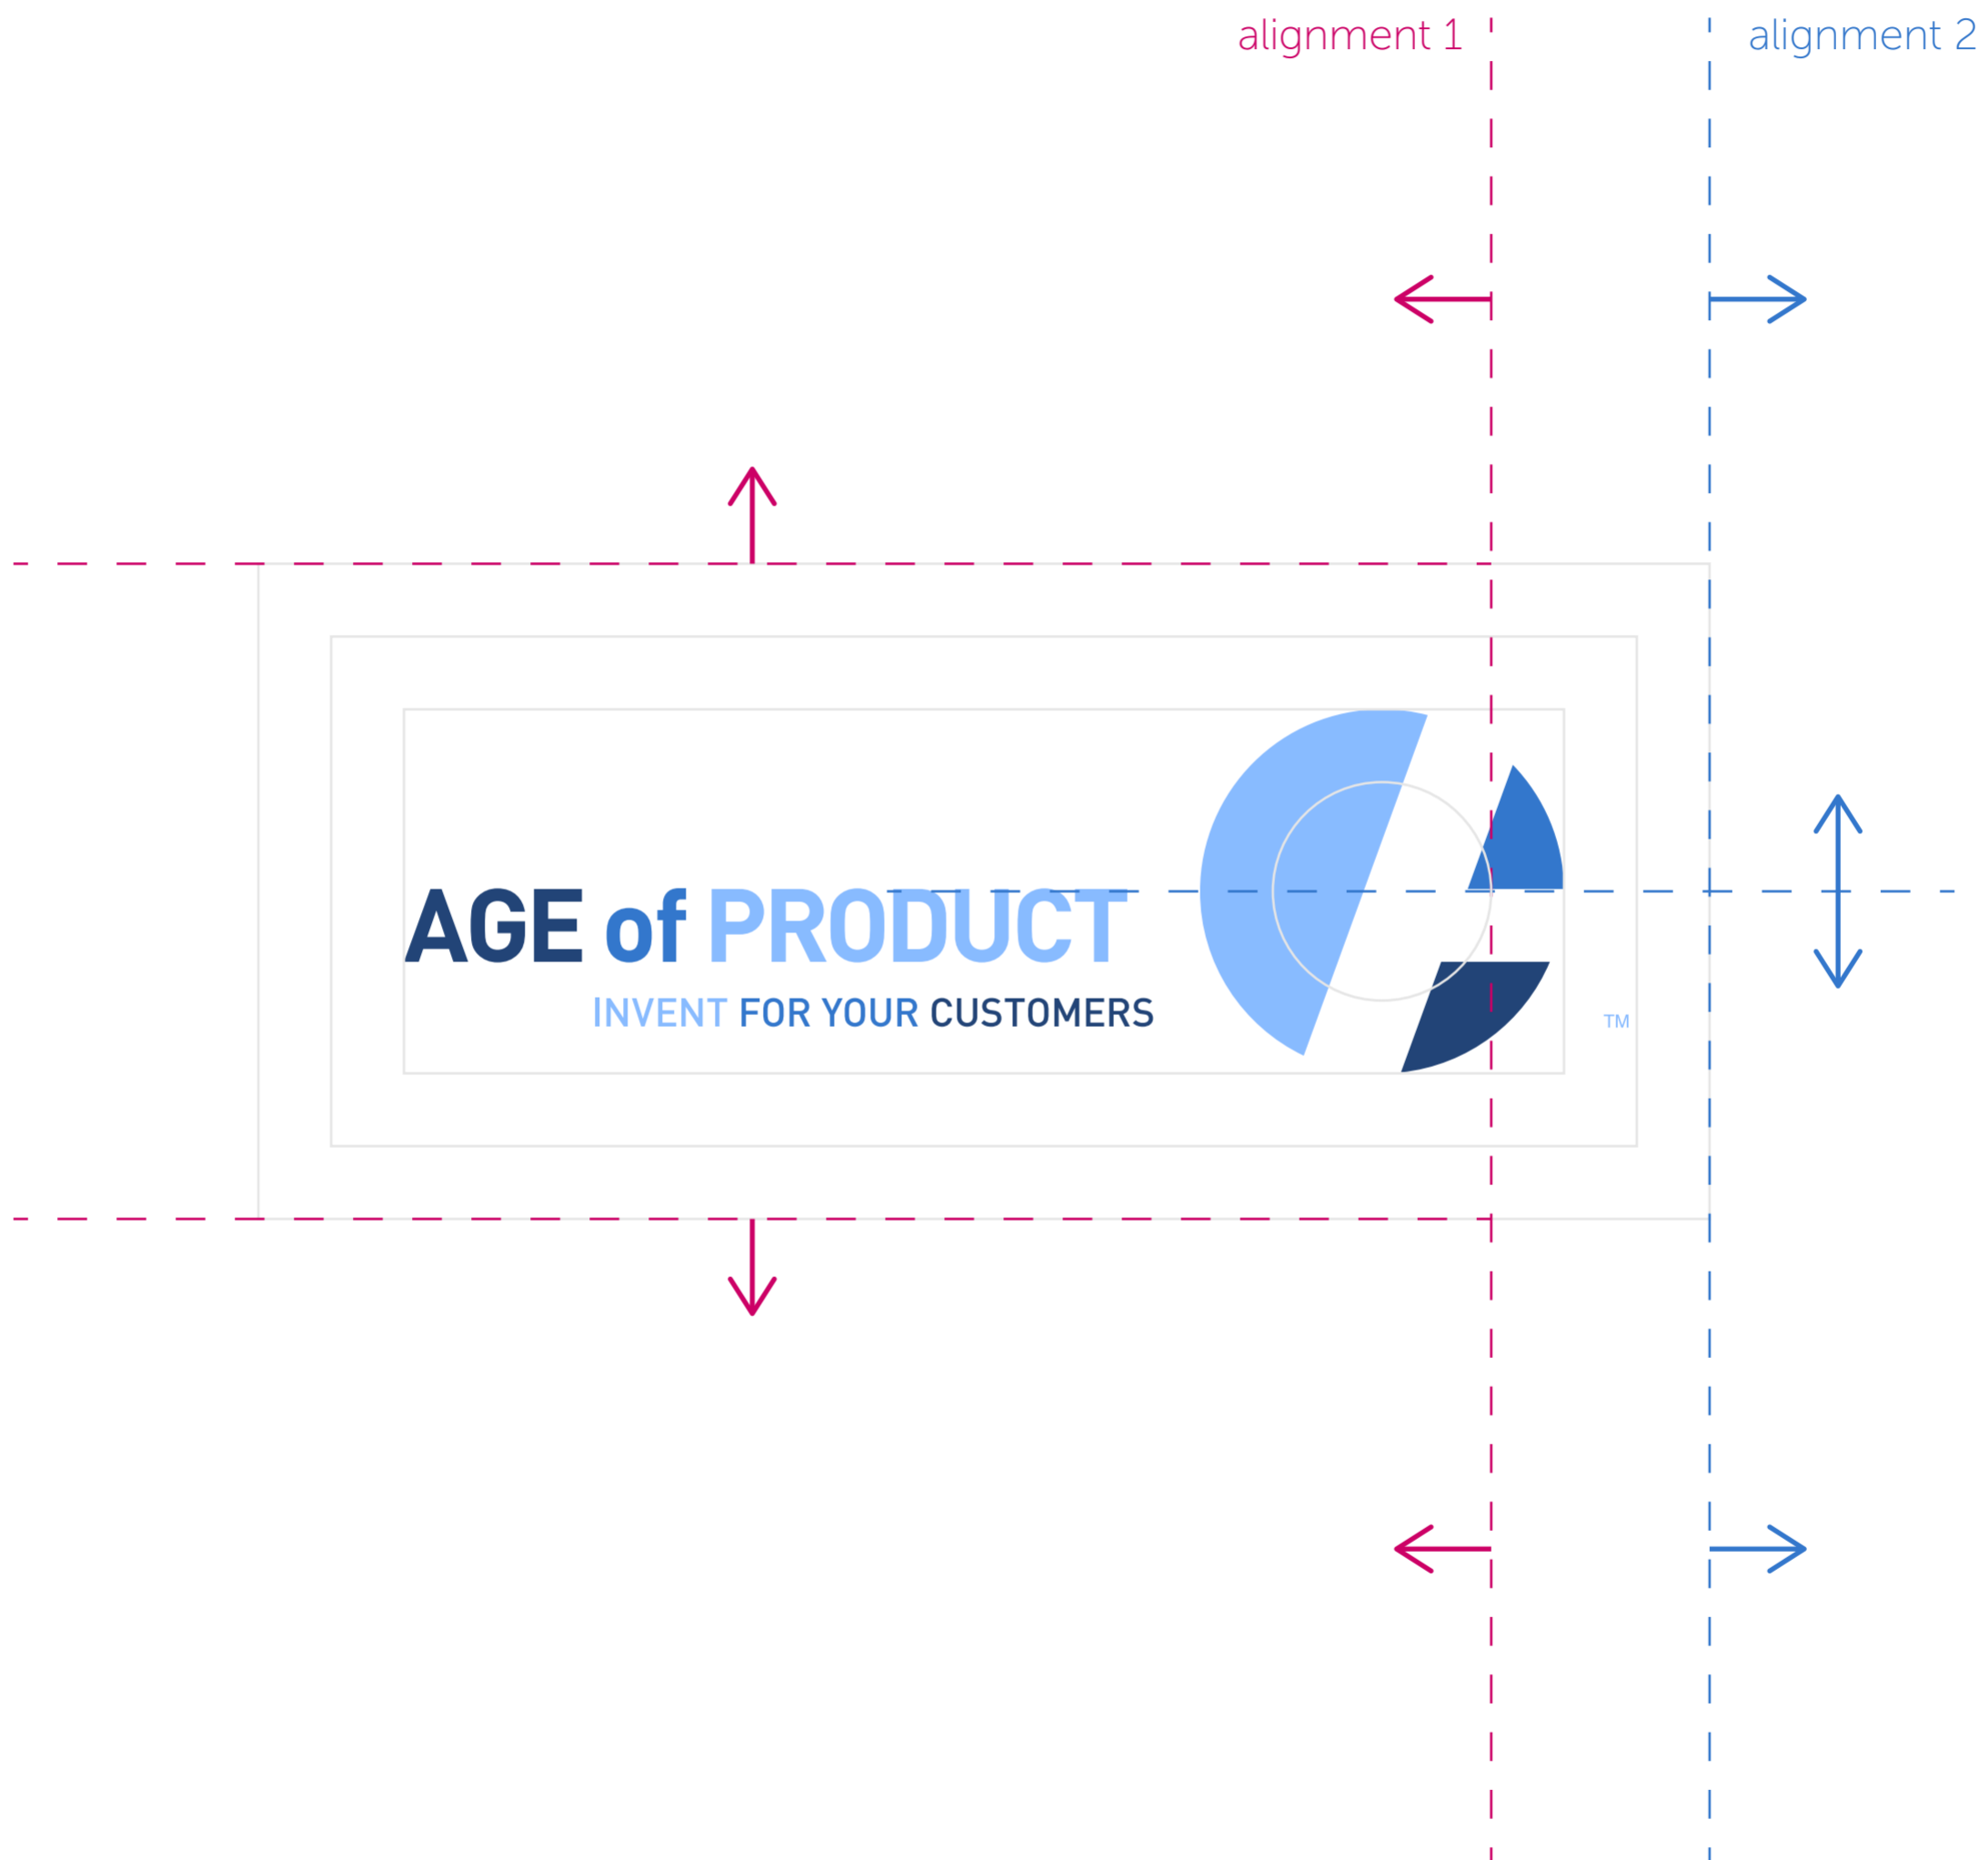 alignment 1
alignment 2
AGE of PRODUCT
INVENT FOR YOUR CUSTOMERS
TM